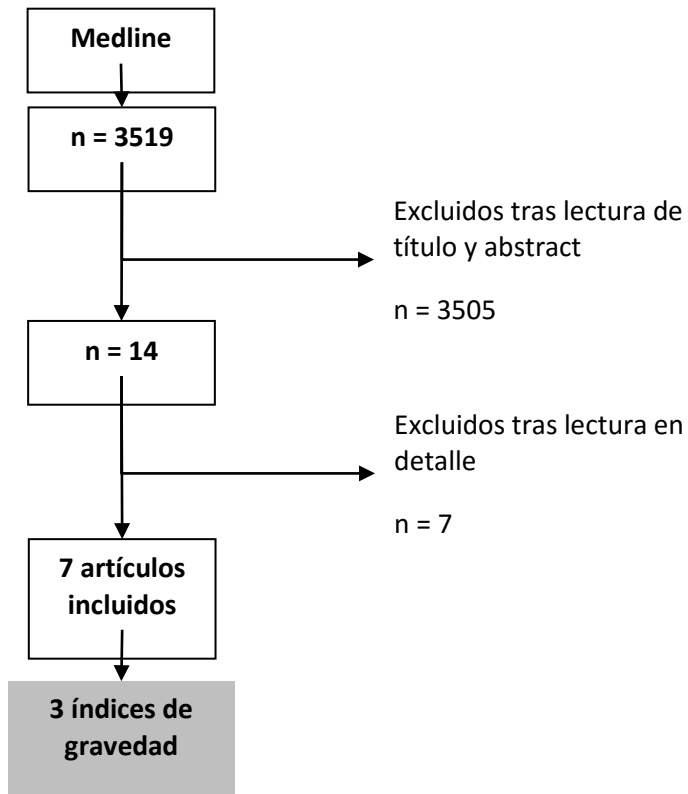 Medline
n = 3519
Excluidos tras lectura de
título y abstract
n = 3505
n = 14
Excluidos tras lectura en
detalle
n = 7
7 artículos
incluidos
3 índices de
gravedad